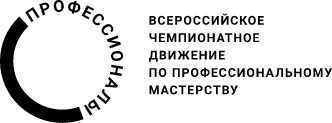 ПРОФЕССИОНАЛЫ
ВСЕРОССИЙСКОЕ
ЧЕМПИОНАТНОЕ
ДВИЖЕНИЕ
ПО ПРОФЕССИОНАЛЬНОМУ
МАСТЕРСТВУ